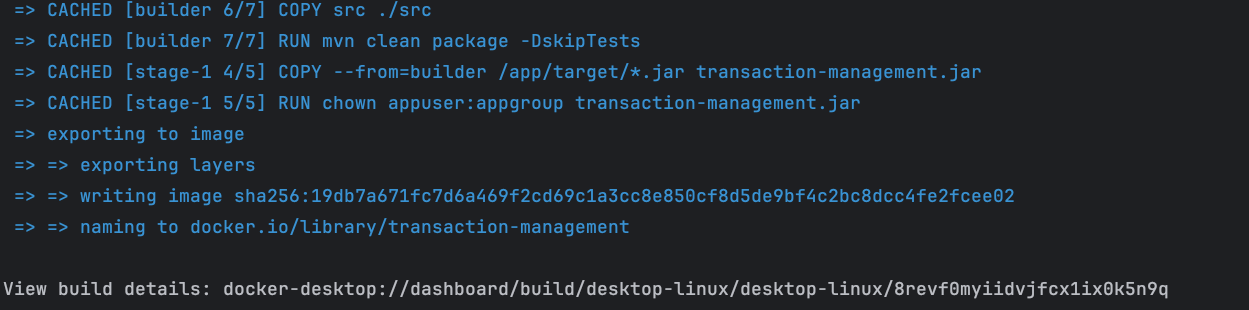 => CACHED [builder 6/7] COPY src ./src
=> CACHED [builder 7/7] RUN mvn clean package -DskipTests
=> CACHED [stage-1 4/5] COPY --from=builder /app/target/*.jar transaction-management.jar
=> CACHED [stage-1 5/5] RUN chown appuser:appgroup transaction-management.jar
=> exporting to image
=> => exporting layers
=> => writing image sha256:19db7a671fc7d6a469f2cd69c1a3cc8e850cf8d5de9bf4c2bc8dcc4fe2fcee02
=> => naming to docker.io/library/transaction-management
View build details: docker-desktop://dashboard/build/desktop-linux/desktop-linux/8revf0myiidvjfcx1ix0k5n9q